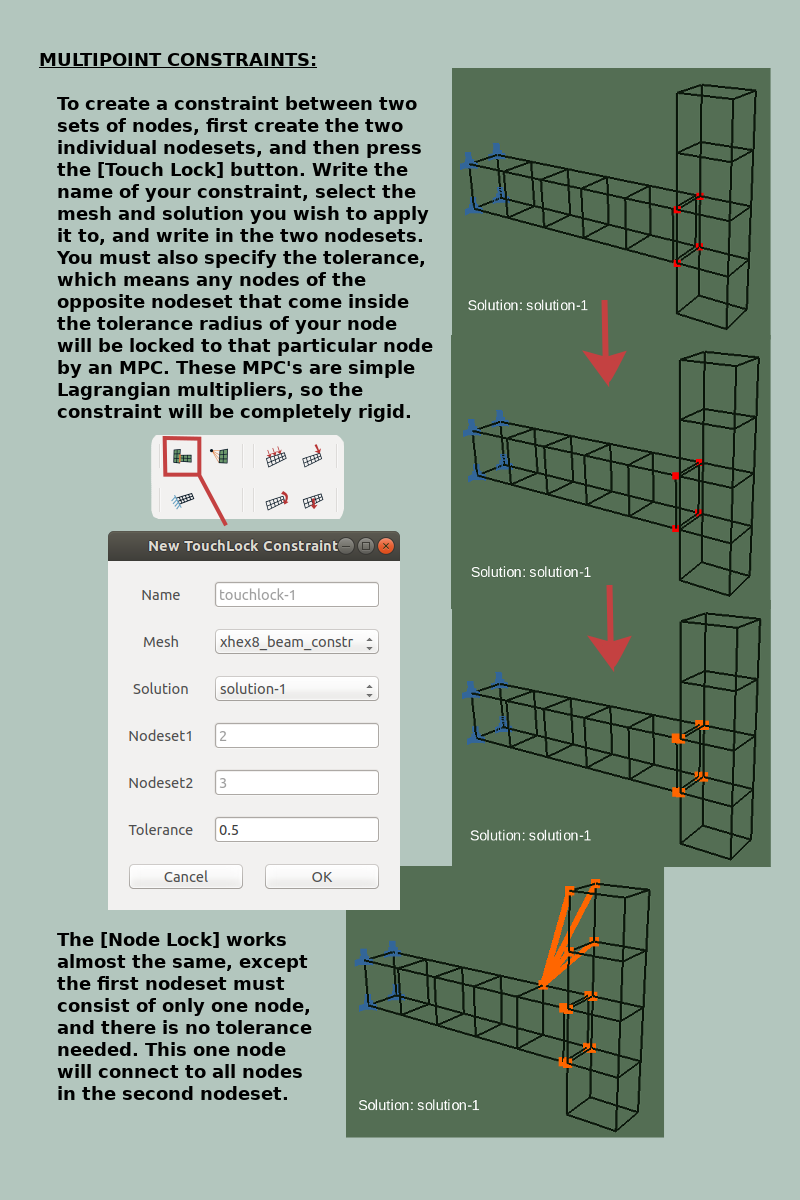 MULTIPOINT CONSTRAINTS:
To create a constraint between two
sets of nodes, first create the two
individual nodesets, and then press
the [Touch Lock] button. Write the
name of your constraint, select the
mesh and solution you wish to apply
it to, and write in the two nodesets.
You must also specify the tolerance,
which means any nodes of the
opposite nodeset that come inside
the tolerance radius of your node
will be locked to that particular node
by an MPC. These MPC's are simple
Lagrangian multipliers, so the
constraint will be completely rigid.
Solution: solution-1
Solution: solution-1
Solution: solution-1
New TouchLock Constraint
Name touchlock-1
Mesh xhex8_beam_constr
Solution solution-1
Nodeset1 2
Nodeset2 3
Tolerance 0.5
Cancel OK
The [Node Lock] works
almost the same, except
the first nodeset must
consist of only one node,
and there is no tolerance
needed. This one node
will connect to all nodes
in the second nodeset.
Solution: solution-1